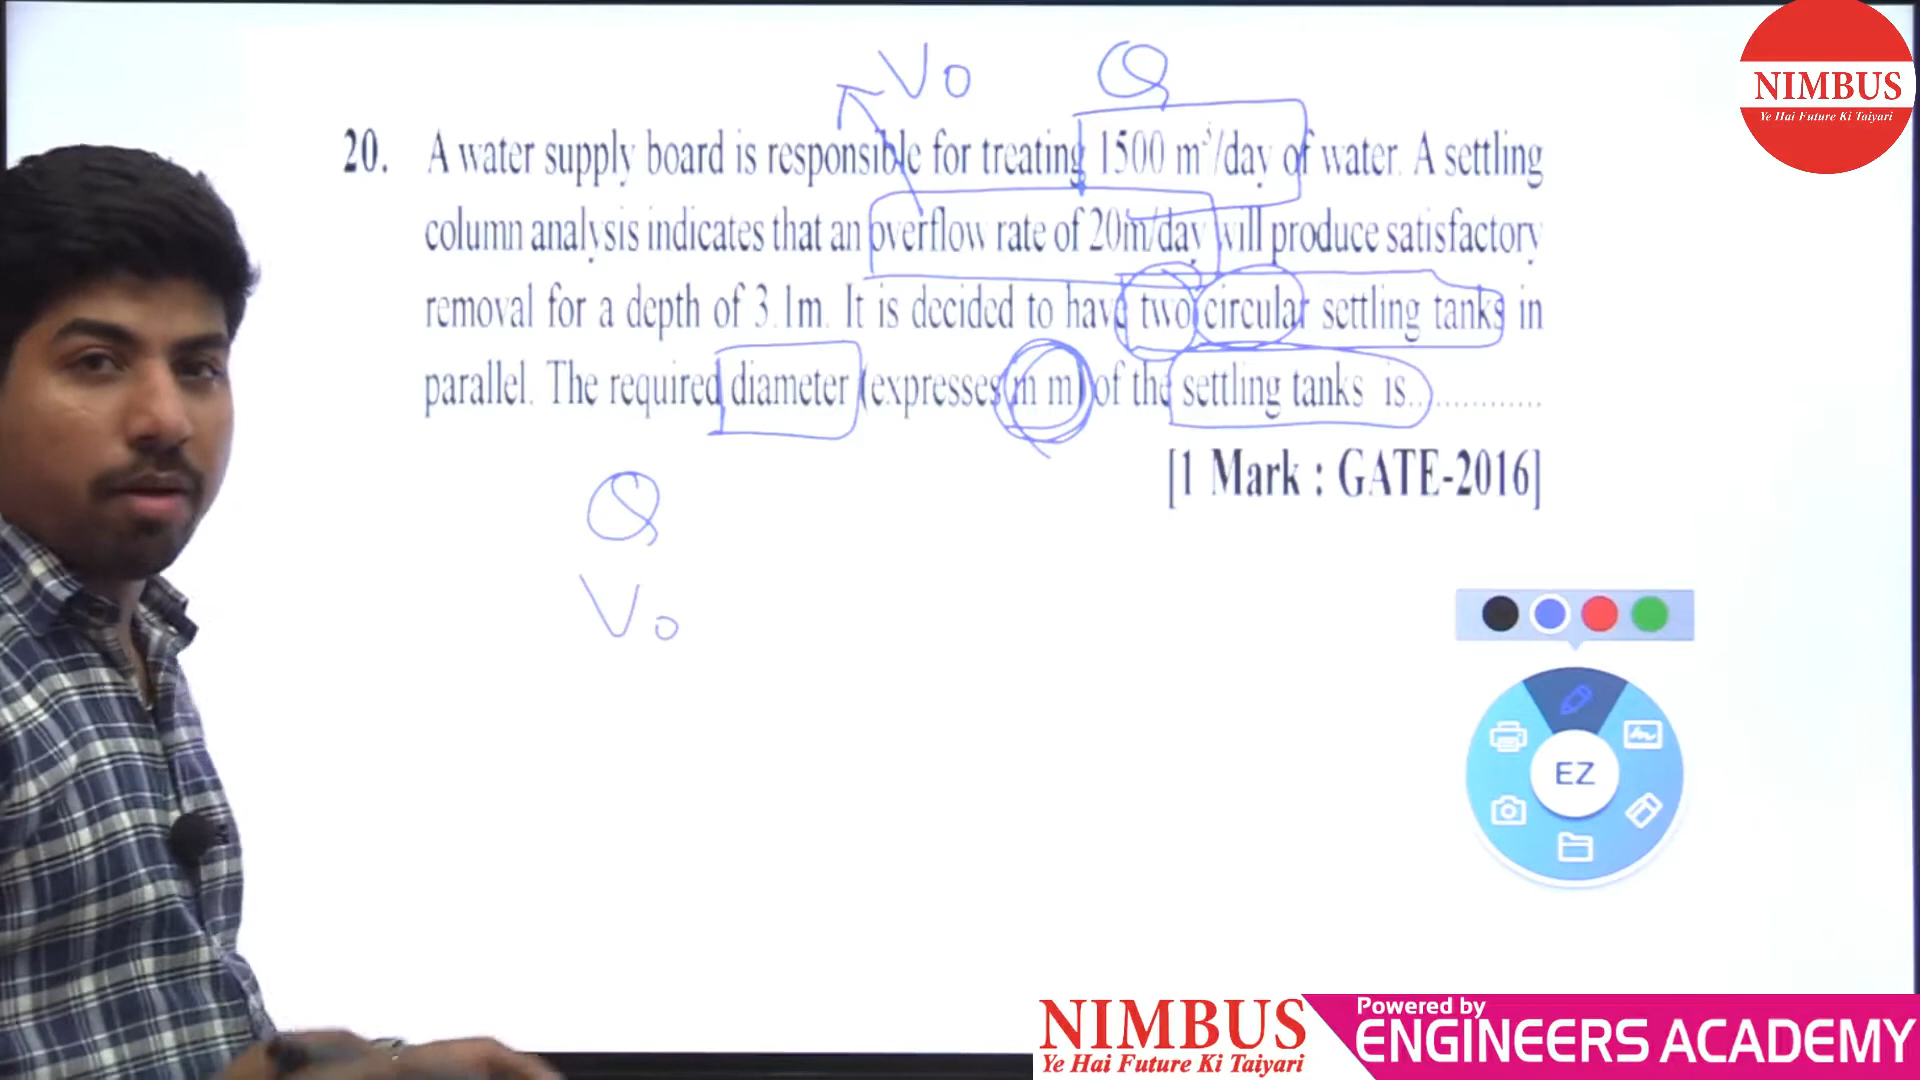 Vo Q
NIMBUS
Ye Hai Future Ki Taiyari
20. A water supply board is responsible for treating 1500 m³/day of water. A settling
column analysis indicates that an overflow rate of 20m/day will produce satisfactory
removal for a depth of 3.1m. It is decided to have two circular settling tanks in
parallel. The required diameter (expresses in m) of the settling tanks is.............
[1 Mark : GATE-2016]
Q
Vo
EZ
NIMBUS
Ye Hai Future Ki Taiyari
Powered by
ENGINEERS ACADEMY